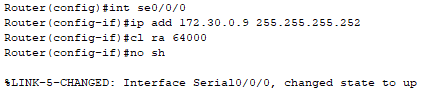 Router(config)#int se0/0/0
Router(config-if)#ip add 172.30.0.9 255.255.255.252
Router(config-if)#cl ra 64000
Router(config-if)#no sh
%LINK-5-CHANGED: Interface Serial0/0/0, changed state to up